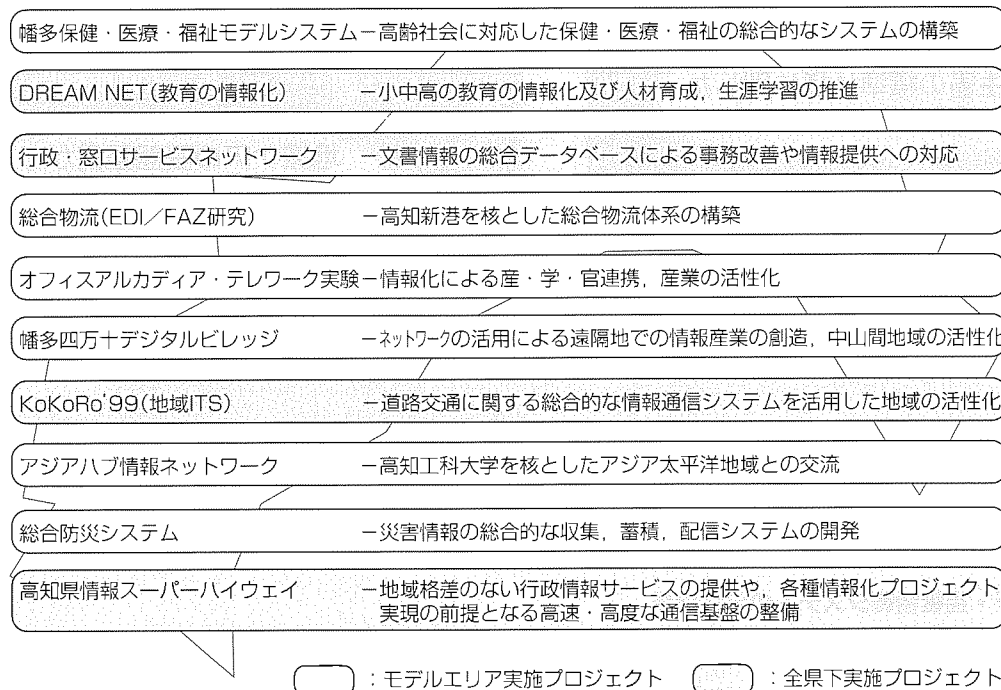 幡多保健・医療・福祉モデルシステム－高齢社会に対応した保健・医療・福祉の総合的なシステムの構築
DREAM NET(教育の情報化)　－小中高の教育の情報化及び人材育成，生涯学習の推進
行政・窓口サービスネットワーク　－文書情報の総合データベースによる事務改善や情報提供への対応
総合物流(EDI／FAZ研究)　－高知新港を核とした総合物流体系の構築
オフィスアルカディア・テレワーク実験－情報化による産・学・官連携，産業の活性化
幡多四万十デジタルビレッジ　－ネットワークの活用による遠隔地での情報産業の創造，中山間地域の活性化
KoKoRo'99(地域ITS)　－道路交通に関する総合的な情報通信システムを活用した地域の活性化
アジアハブ情報ネットワーク　－高知工科大学を核としたアジア太平洋地域との交流
総合防災システム　－災害情報の総合的な収集，蓄積，配信システムの開発
高知県情報スーパーハイウェイ　－地域格差のない行政情報サービスの提供や，各種情報化プロジェクト
実現の前提となる高速・高度な通信基盤の整備
：モデルエリア実施プロジェクト　：全県下実施プロジェクト